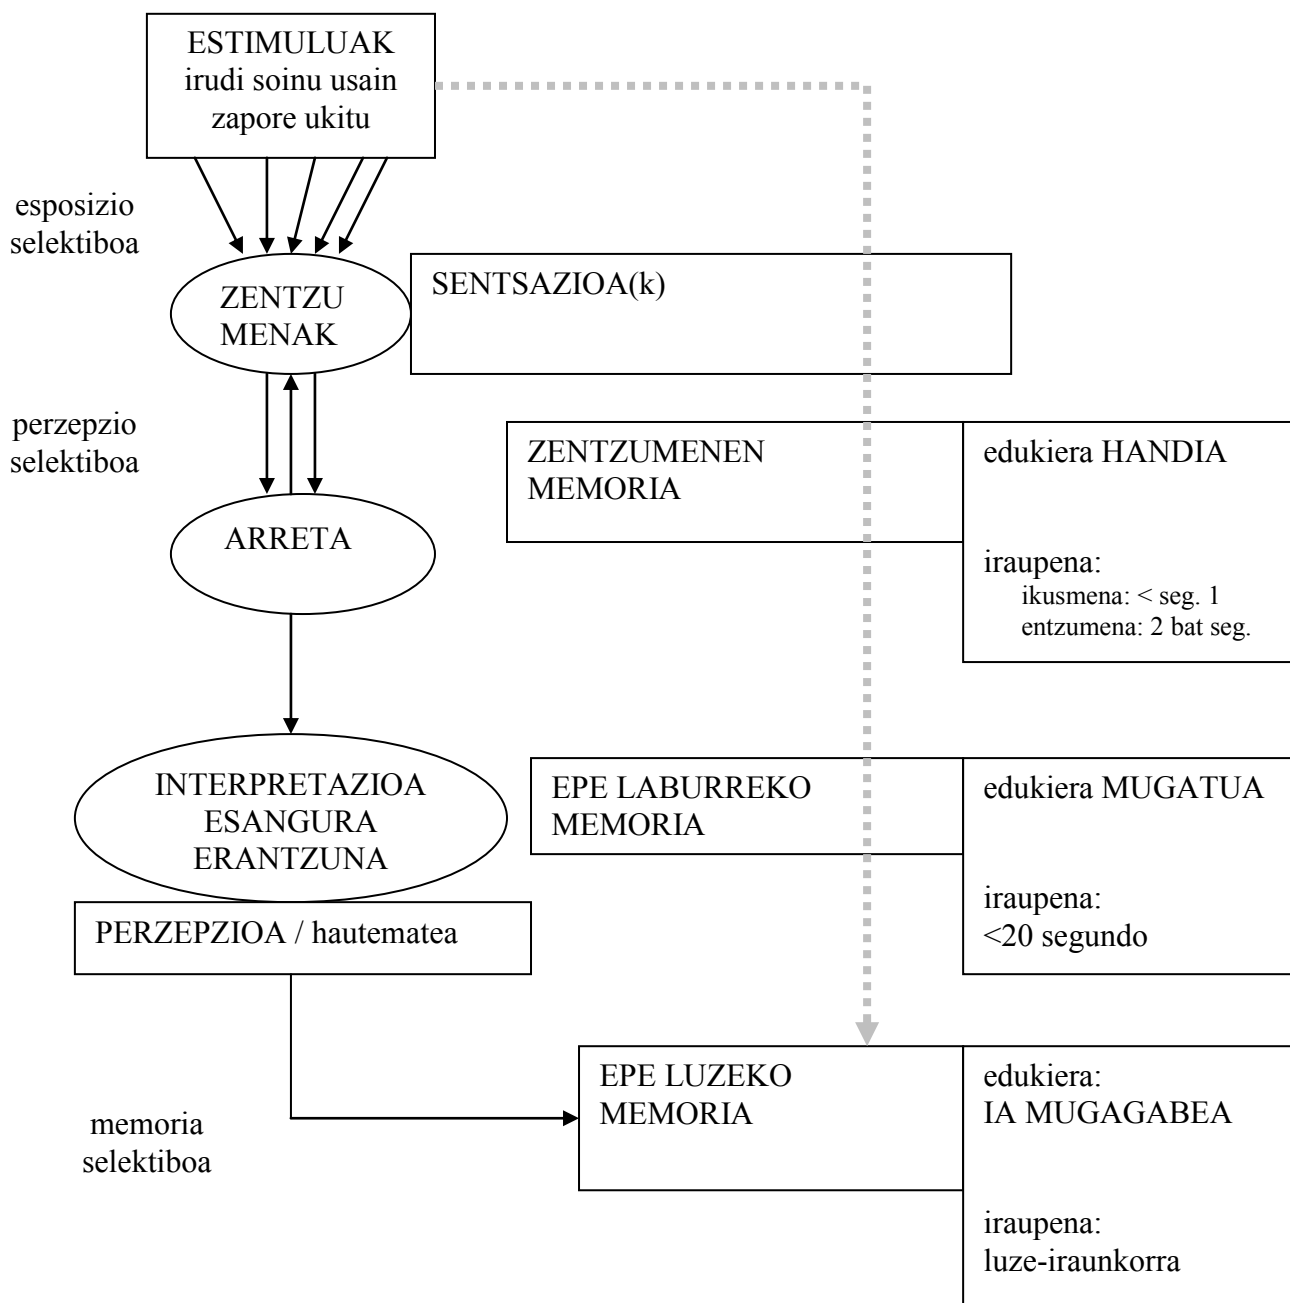 ESTIMULUAK
irudi soinu usain
zapore ukitu
esposizio
selektiboa
ZENTZU
MENAK
SENTSAZIOA(k)
perzepzio
selektiboa
ZENTZUMENEN
MEMORIA
edukiera HANDIA
iraupena:
ikusmena: < seg. 1
entzumena: 2 bat seg.
ARRETA
INTERPRETAZIOA
ESANGURA
ERANTZUNA
EPE LABURREKO
MEMORIA
edukiera MUGATUA
iraupena:
<20 segundo
PERZEPZIOA / hautematea
memoria
selektiboa
EPE LUZEKO
MEMORIA
edukiera:
IA MUGAGABEA
iraupena:
luze-iraunkorra